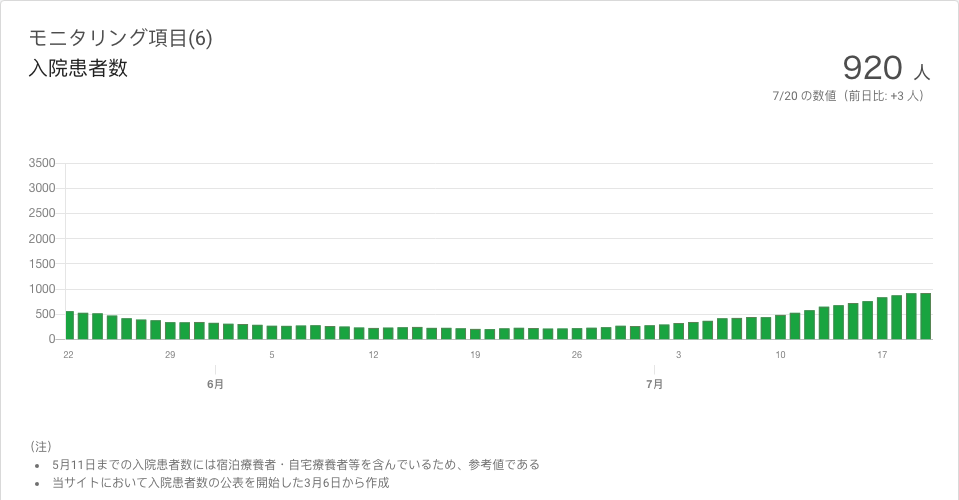 モニタリング項目(6)
入院患者数
920 人
7/20 の数値（前日比: +3 人）
3500
3000
2500
2000
1500
1000
500
0
22 29 5 12 19 26 3 10 17
6月 7月
（注）
• 5月11日までの入院患者数には宿泊療養者・自宅療養者等を含んでいるため、参考値である
• 当サイトにおいて入院患者数の公表を開始した3月6日から作成